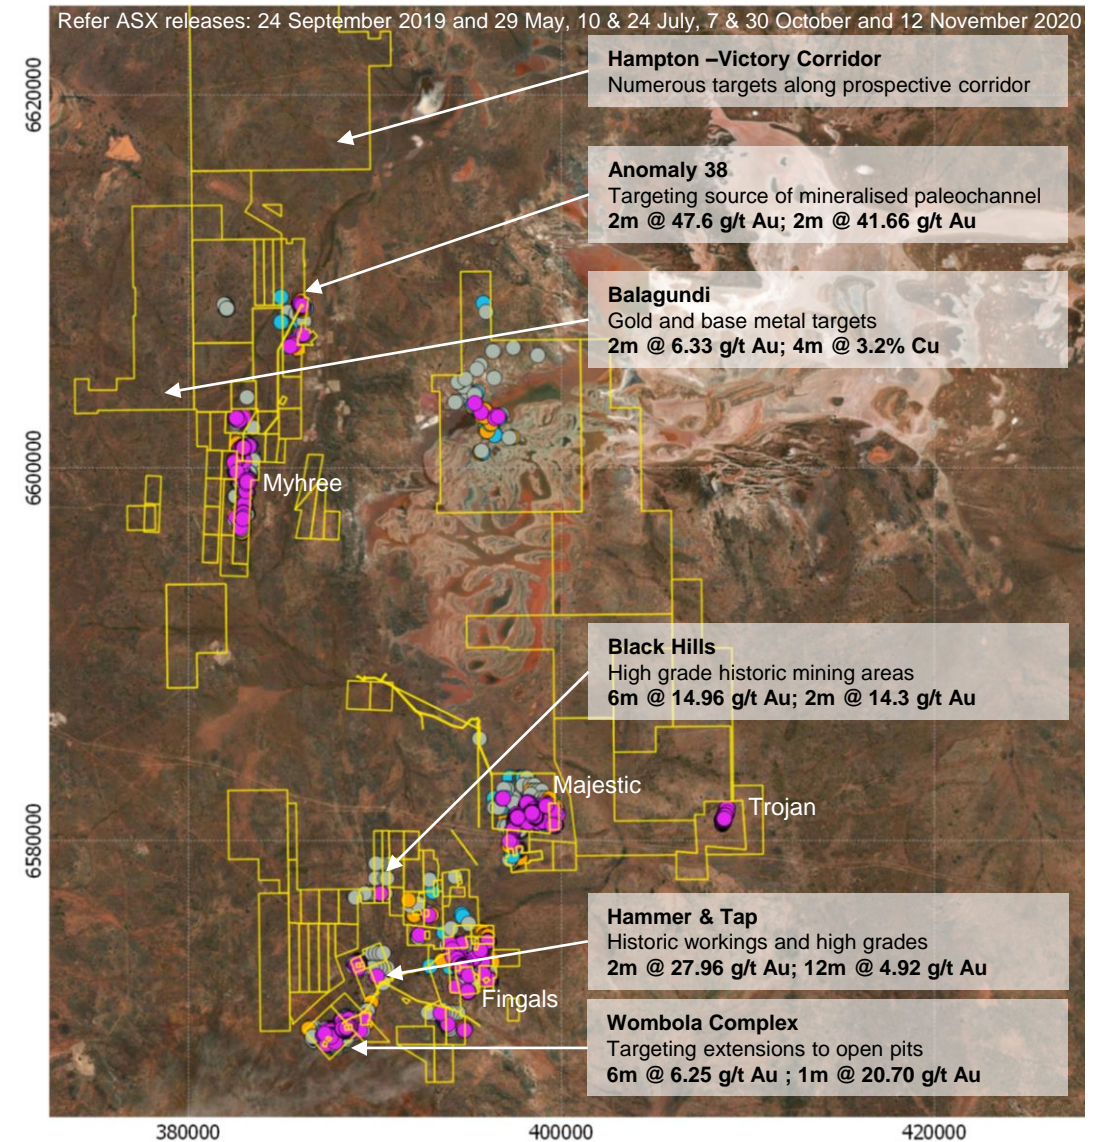 Refer ASX releases: 24 September 2019 and 29 May, 10 & 24 July, 7 & 30 October and 12 November 2020
Hampton –Victory Corridor
Numerous targets along prospective corridor
6620000
Anomaly 38
Targeting source of mineralised paleochannel
2m @ 47.6 g/t Au; 2m @ 41.66 g/t Au
Balagundi
Gold and base metal targets
2m @ 6.33 g/t Au; 4m @ 3.2% Cu
6600000
Myhree
Black Hills
High grade historic mining areas
6m @ 14.96 g/t Au; 2m @ 14.3 g/t Au
Majestic
Trojan
6580000
Hammer & Tap
Historic workings and high grades
2m @ 27.96 g/t Au; 12m @ 4.92 g/t Au
Fingals
Wombola Complex
Targeting extensions to open pits
6m @ 6.25 g/t Au ; 1m @ 20.70 g/t Au
380000
400000
420000